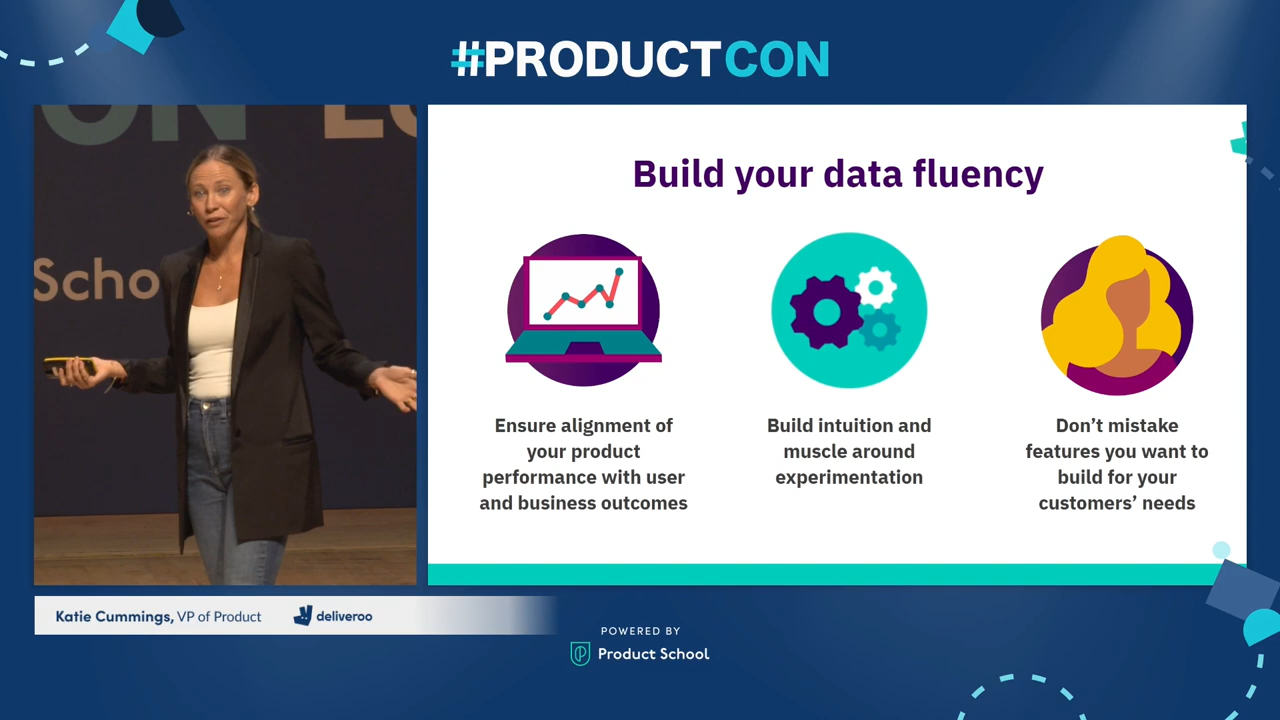 #PRODUCTCON
Scho
Build your data fluency
Ensure alignment of
your product
performance with user
and business outcomes
Build intuition and
muscle around
experimentation
Don’t mistake
features you want to
build for your
customers’ needs
Katie Cummings, VP of Product
deliveroo
POWERED BY
Product School